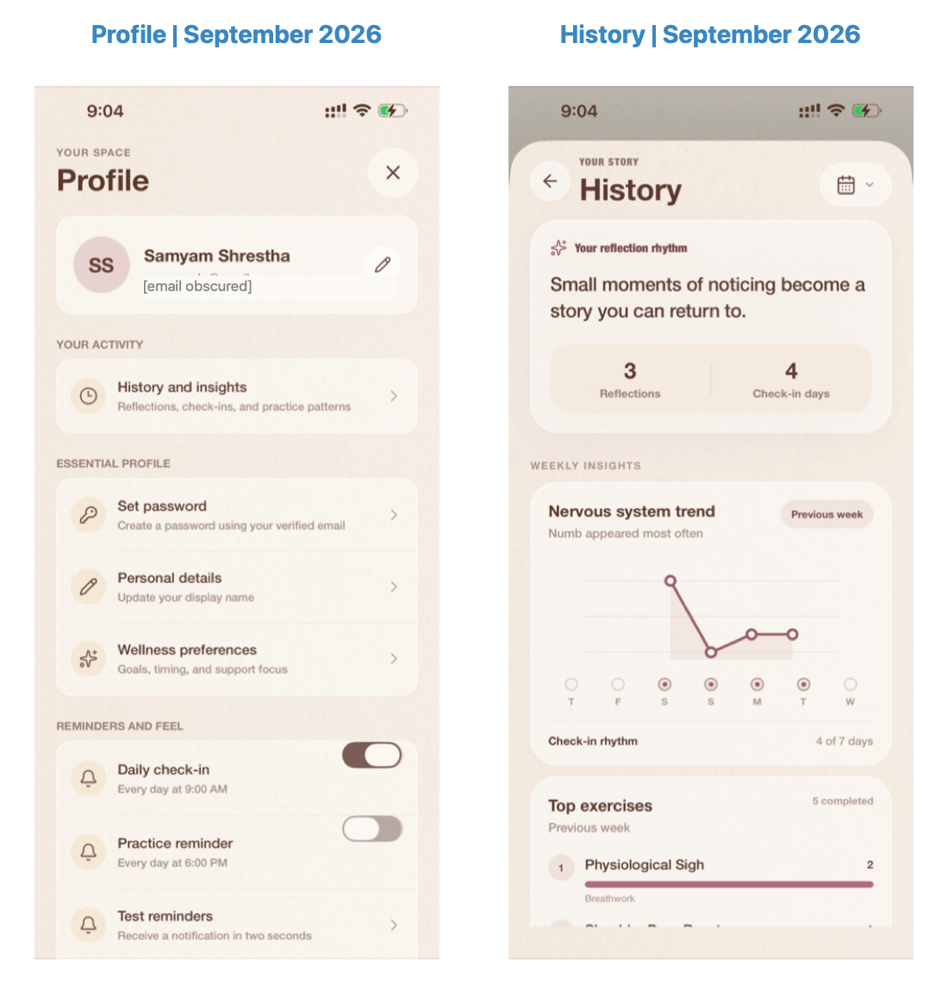 Profile | September 2026
9:04
YOUR SPACE
Profile
SS
Samyam Shrestha
[email obscured]
YOUR ACTIVITY
History and insights
Reflections, check-ins, and practice patterns
ESSENTIAL PROFILE
Set password
Create a password using your verified email
Personal details
Update your display name
Wellness preferences
Goals, timing, and support focus
REMINDERS AND FEEL
Daily check-in
Every day at 9:00 AM
Practice reminder
Every day at 6:00 PM
Test reminders
Receive a notification in two seconds
History | September 2026
9:04
YOUR STORY
History
Your reflection rhythm
Small moments of noticing become a
story you can return to.
3 4
Reflections Check-in days
WEEKLY INSIGHTS
Nervous system trend Previous week
Numb appeared most often
T F S S M T W
Check-in rhythm 4 of 7 days
Top exercises 5 completed
Previous week
1 Physiological Sigh 2
Breathwork